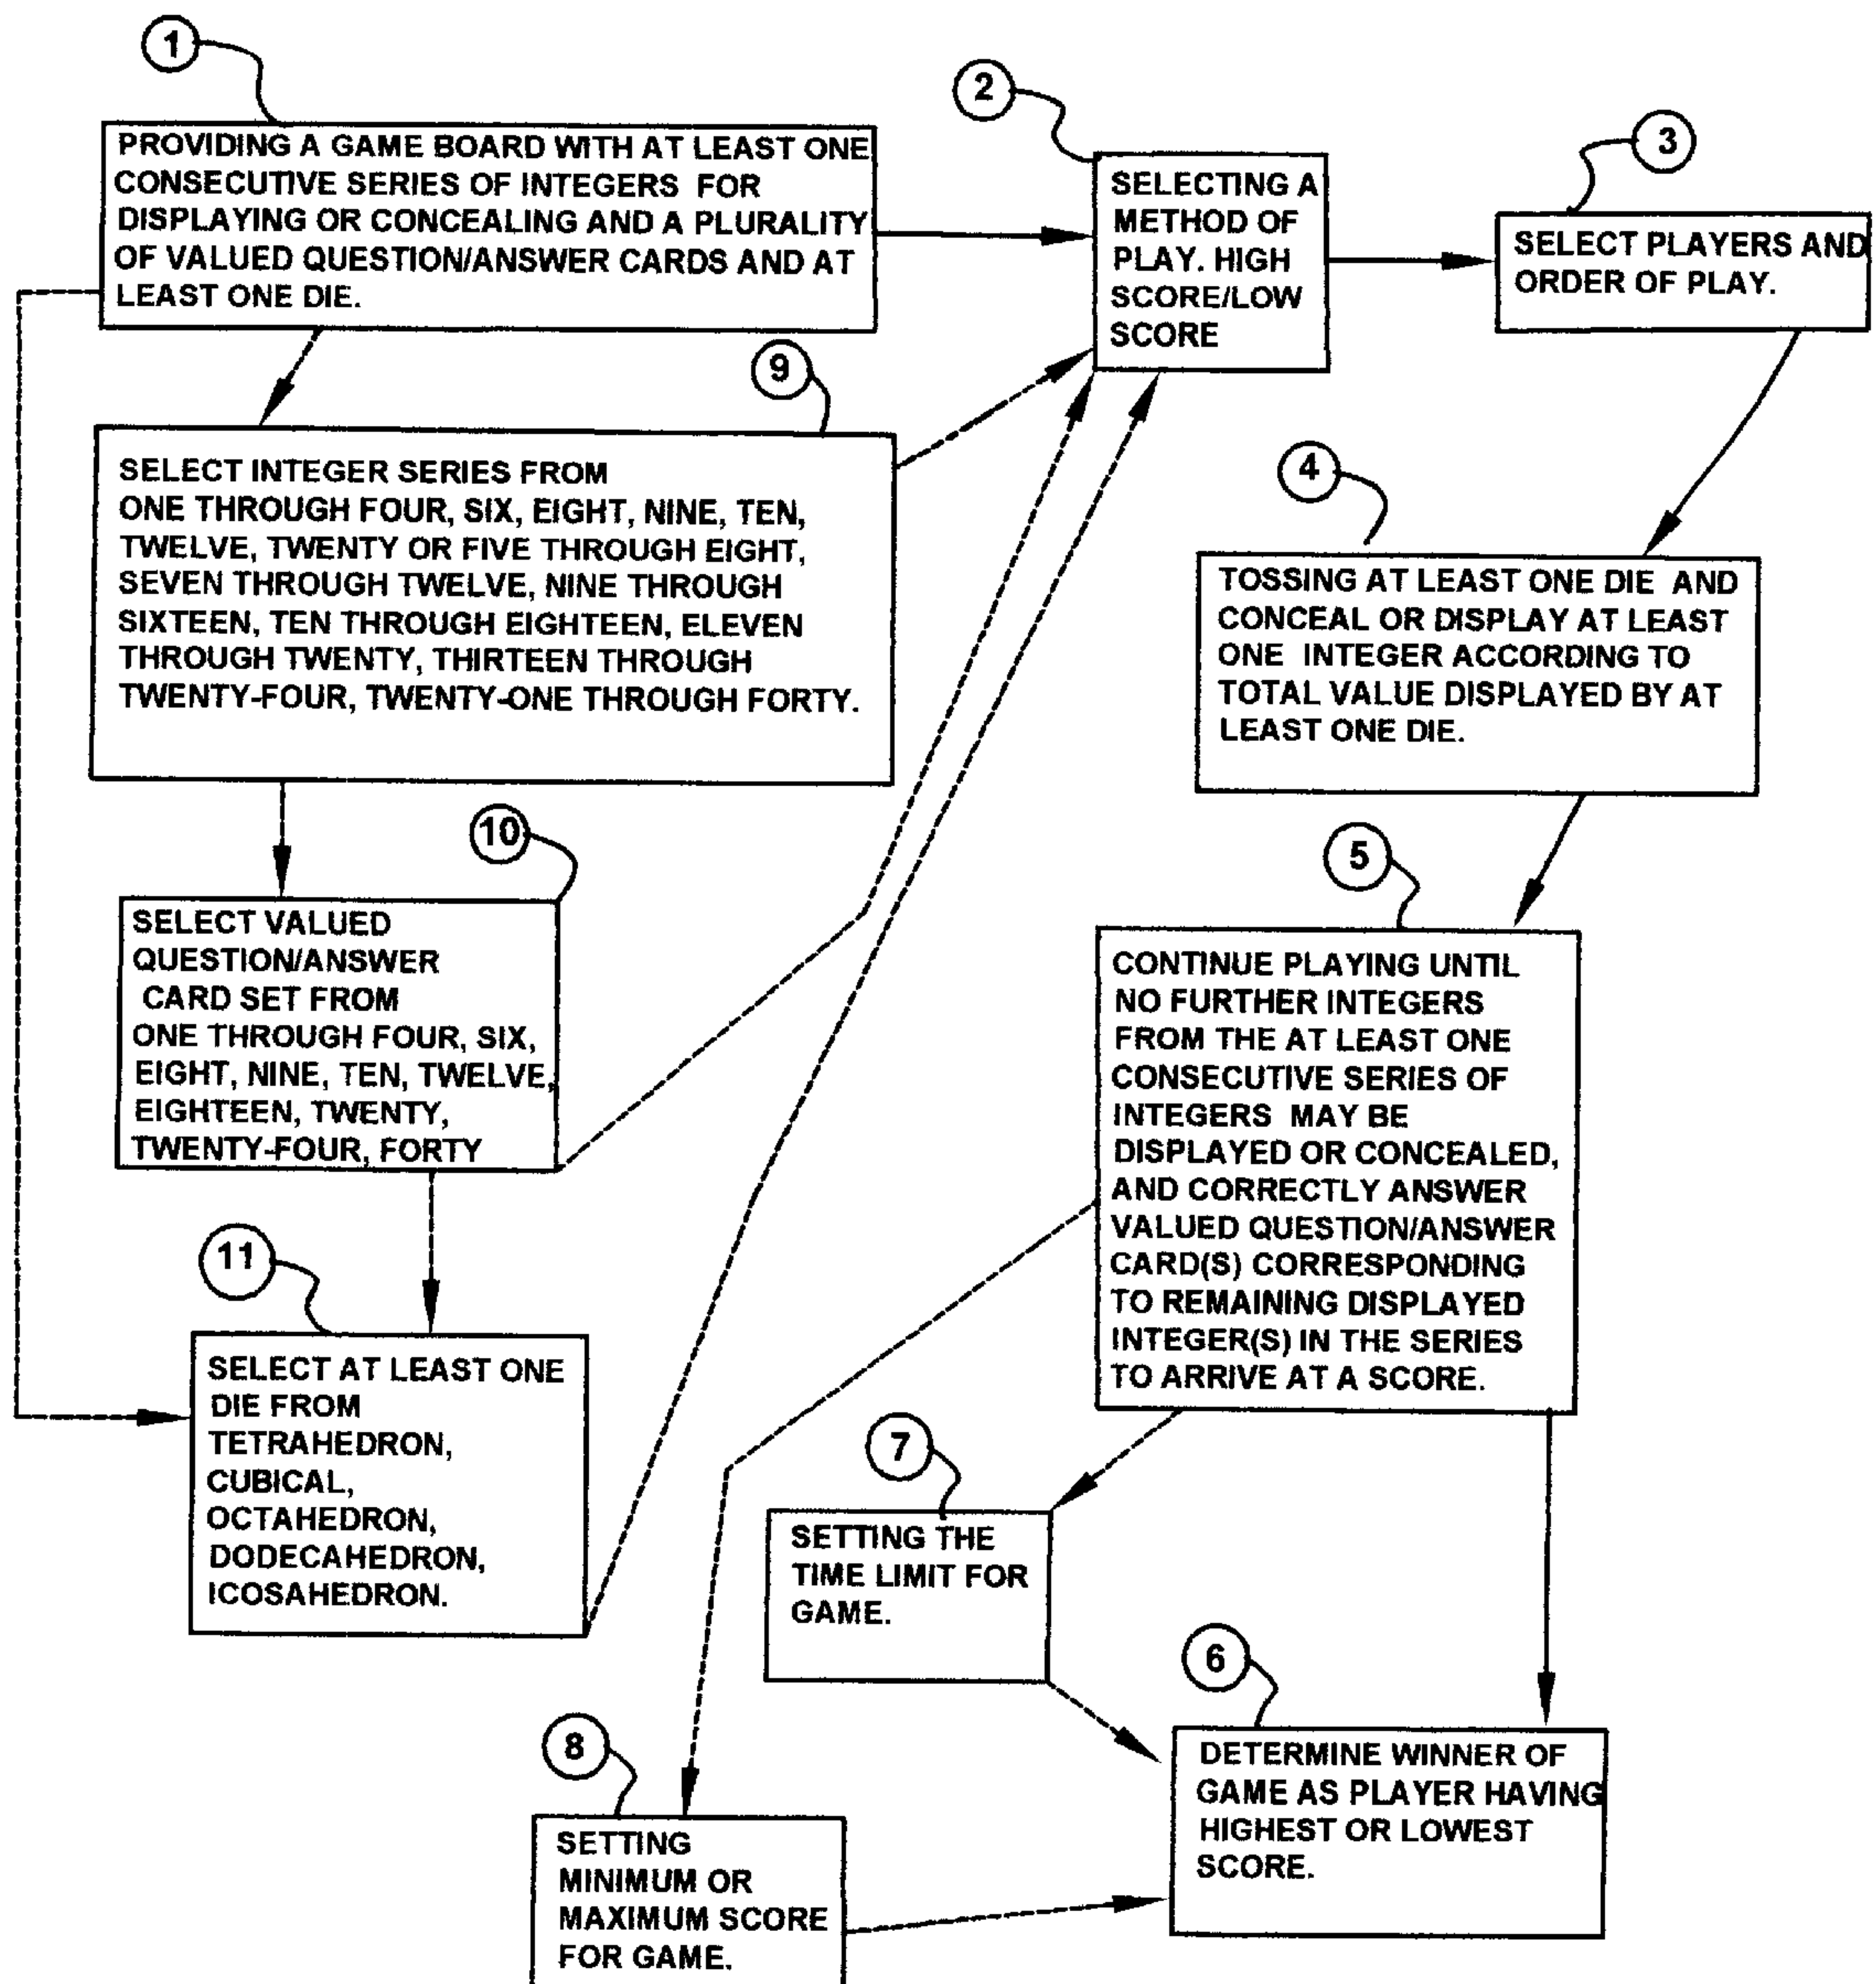 1
PROVIDING A GAME BOARD WITH AT LEAST ONE
CONSECUTIVE SERIES OF INTEGERS FOR
DISPLAYING OR CONCEALING AND A PLURALITY
OF VALUED QUESTION/ANSWER CARDS AND AT
LEAST ONE DIE.
2
SELECTING A
METHOD OF
PLAY. HIGH
SCORE/LOW
SCORE
3
SELECT PLAYERS AND
ORDER OF PLAY.
9
SELECT INTEGER SERIES FROM
ONE THROUGH FOUR, SIX, EIGHT, NINE, TEN,
TWELVE, TWENTY OR FIVE THROUGH EIGHT,
SEVEN THROUGH TWELVE, NINE THROUGH
SIXTEEN, TEN THROUGH EIGHTEEN, ELEVEN
THROUGH TWENTY, THIRTEEN THROUGH
TWENTY-FOUR, TWENTY-ONE THROUGH FORTY.
4
TOSSING AT LEAST ONE DIE AND
CONCEAL OR DISPLAY AT LEAST
ONE INTEGER ACCORDING TO
TOTAL VALUE DISPLAYED BY AT
LEAST ONE DIE.
10
SELECT VALUED
QUESTION/ANSWER
CARD SET FROM
ONE THROUGH FOUR, SIX,
EIGHT, NINE, TEN, TWELVE,
EIGHTEEN, TWENTY,
TWENTY-FOUR, FORTY
5
CONTINUE PLAYING UNTIL
NO FURTHER INTEGERS
FROM THE AT LEAST ONE
CONSECUTIVE SERIES OF
INTEGERS MAY BE
DISPLAYED OR CONCEALED,
AND CORRECTLY ANSWER
VALUED QUESTION/ANSWER
CARD(S) CORRESPONDING
TO REMAINING DISPLAYED
INTEGER(S) IN THE SERIES
TO ARRIVE AT A SCORE.
11
SELECT AT LEAST ONE
DIE FROM
TETRAHEDRON,
CUBICAL,
OCTAHEDRON,
DODECAHEDRON,
ICOSAHEDRON.
7
SETTING THE
TIME LIMIT FOR
GAME.
6
DETERMINE WINNER OF
GAME AS PLAYER HAVING
HIGHEST OR LOWEST
SCORE.
8
SETTING
MINIMUM OR
MAXIMUM SCORE
FOR GAME.